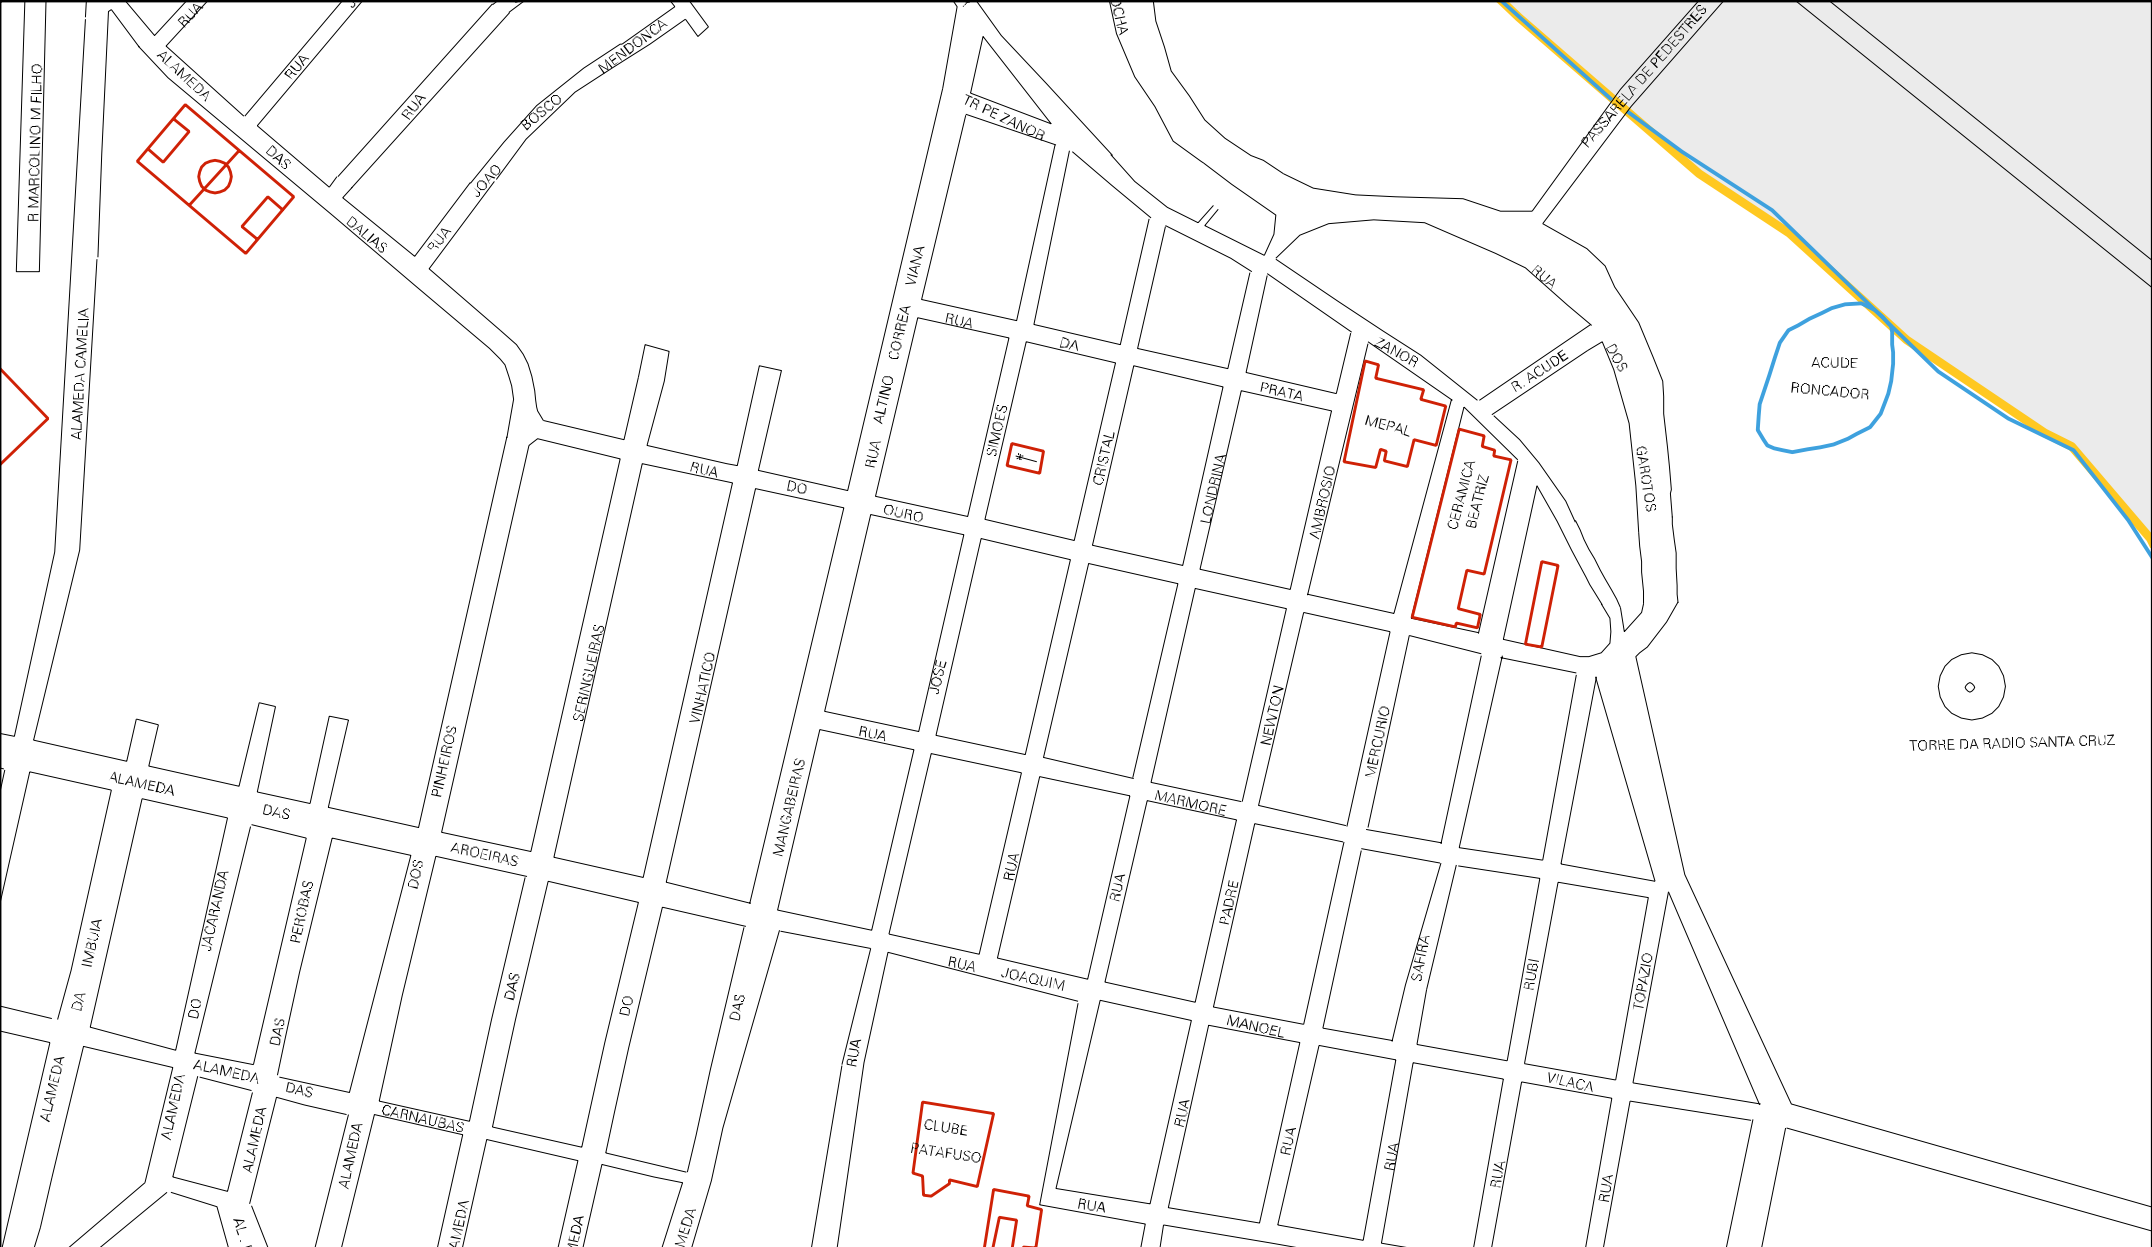 RUA
OCHA
R MARCOLINO M FILHO
ALAMEDA
RUA
RUA
MENDONCA
BOSCO
JOAO
RUA
DAS
DALIAS
TR PE ZANOR
PASSARELA DE PEDESTRES
ALAMEDA CAMELIA
RUA ALTINO CORREA VIANA
RUA
DA
PRATA
ZANOR
R. ACUDE
RUA
DOS
GAROTOS
ACUDE
RONCADOR
MEPAL
CERAMICA
BEATRIZ
SIMOES
CRISTAL
LONDRINA
AMBROSIO
RUA
DO
OURO
SERINGUEIRAS
VINHATICO
JOSE
NEWTON
MERCURIO
TORRE DA RADIO SANTA CRUZ
PINHEIROS
MANGABEIRAS
RUA
MARMORE
ALAMEDA
DAS
AROEIRAS
DOS
RUA
RUA
PADRE
JACARANDA
PEROBAS
IMBUIA
DA
DO
DAS
DAS
DO
DAS
RUA
JOAQUIM
MANOEL
VILACA
SAFIRA
RUBI
TOPAZIO
RUA
ALAMEDA
DAS
CARNAUBAS
ALAMEDA
ALAMEDA
ALAMEDA
ALAMEDA
CLUBE
PATAFUSO
RUA
RUA
RUA
RUA
RUA
RUA
AL.
AMEDA
MEDA
MEDA